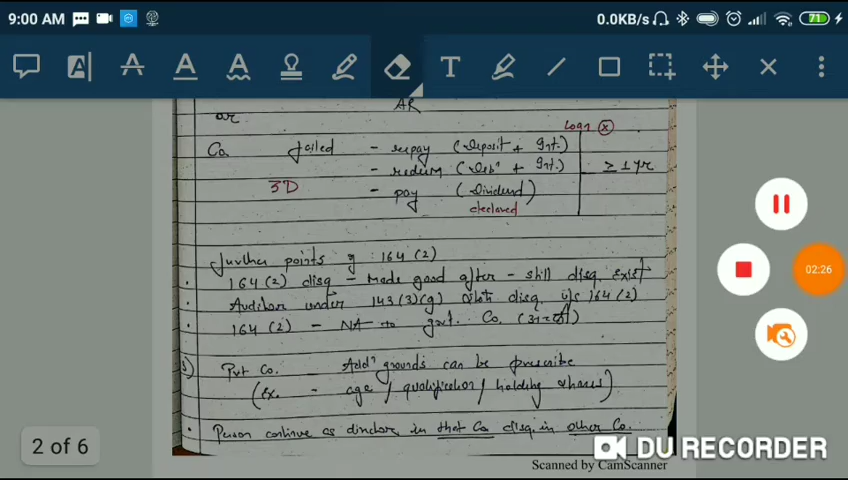 9:00 AM
0.0KB/s
71
AR
or
Loan ⓧ
Co failed - repay (Deposit + Int.)
- redeem (Deb + Int.) ≥ 1 yr
3D - pay (Dividend)
declared
further points of 164 (2)
164 (2) disq - Made good after - still disq. exist
Auditor under 143(3)(g) disq. u/s 164 (2)
164 (2) - NA to govt. Co.
3) Pvt Co. - Addn grounds can be prescribe
(ex. - age / qualification / holding shares)
Person continue as director in that Co disq. in other Co.
2 of 6
02:26
DU RECORDER
Scanned by CamScanner